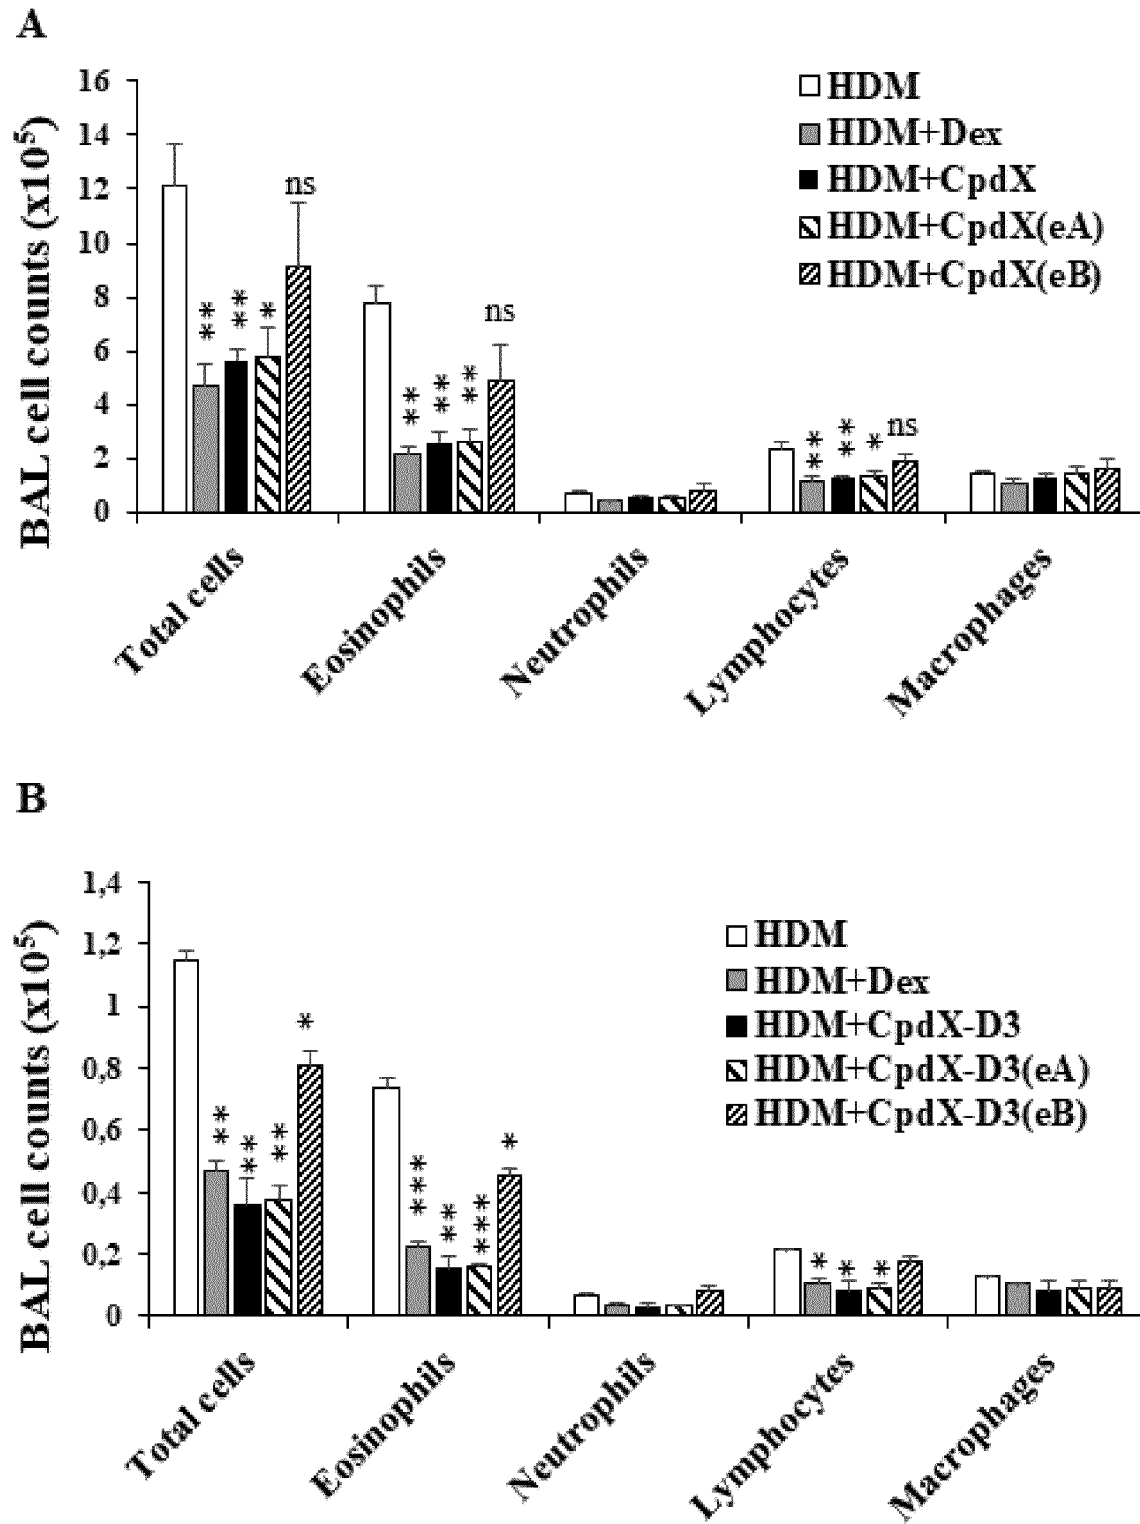 A
BAL cell counts (x10⁵)
16
14
12
10
8
6
4
2
0
HDM
HDM+Dex
HDM+CpdX
HDM+CpdX(eA)
HDM+CpdX(eB)
** ** * ns
** ** ** ns
** ** * ns
Total cells
Eosinophils
Neutrophils
Lymphocytes
Macrophages
B
BAL cell counts (x10⁵)
1,4
1,2
1
0,8
0,6
0,4
0,2
0
HDM
HDM+Dex
HDM+CpdX-D3
HDM+CpdX-D3(eA)
HDM+CpdX-D3(eB)
** ** ** *
*** ** *** *
* * *
Total cells
Eosinophils
Neutrophils
Lymphocytes
Macrophages